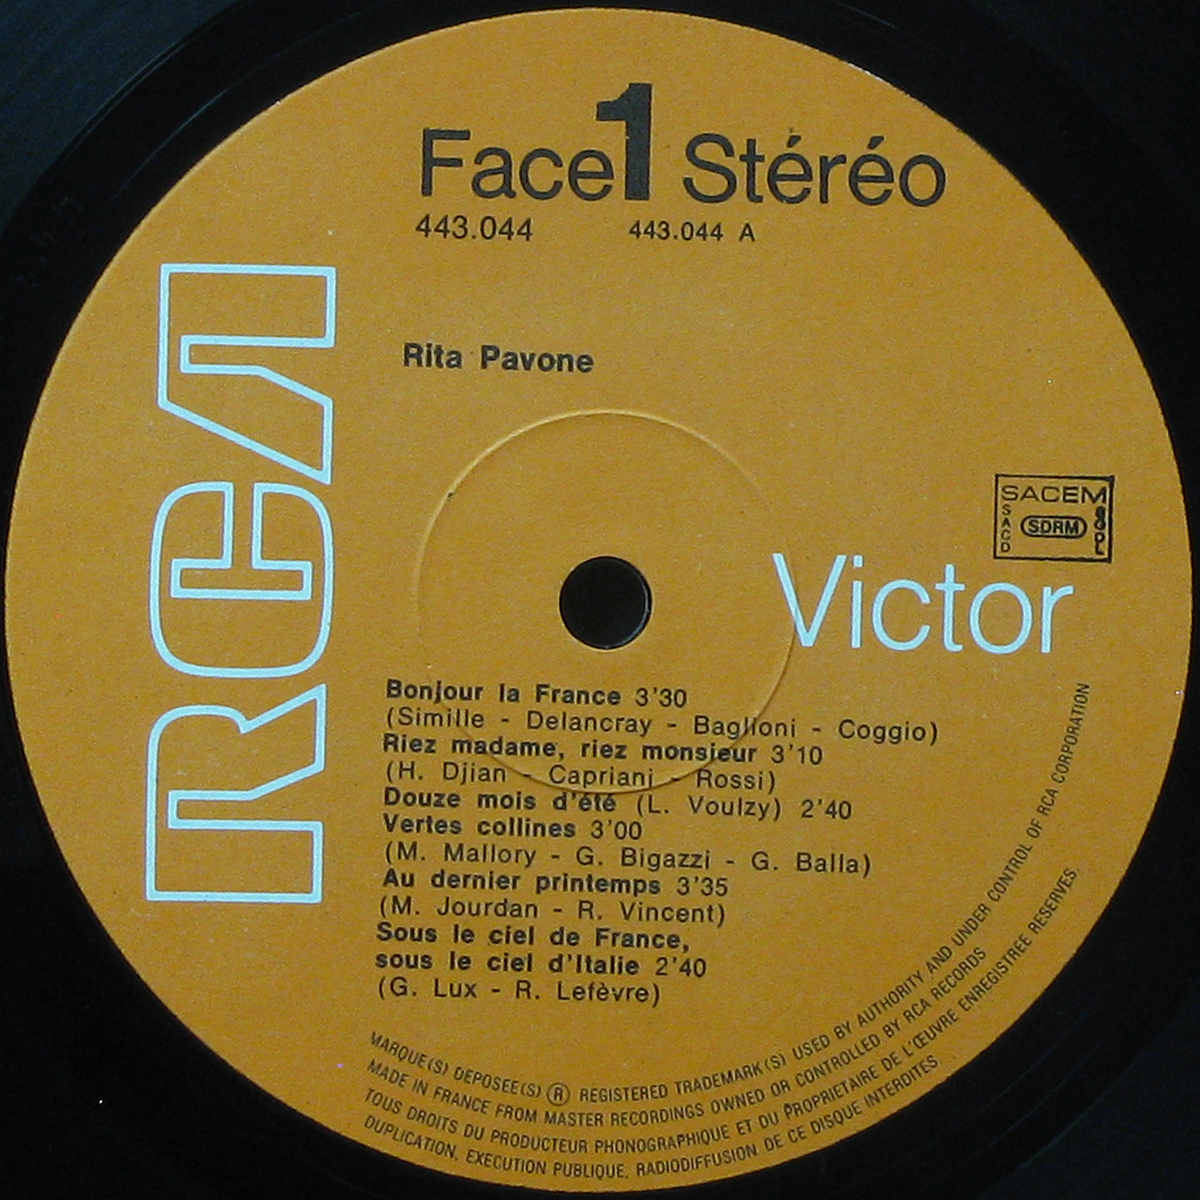 Face 1 Stéréo
443.044 443.044 A
RCA
Rita Pavone
SACEM
SACD SDRM SGDL
Victor
Bonjour la France 3'30
(Simille - Delancray - Baglioni - Coggio)
Riez madame, riez monsieur 3'10
(H. Djian - Capriani - Rossi)
Douze mois d'été (L. Voulzy) 2'40
Vertes collines 3'00
(M. Mallory - G. Bigazzi - G. Balla)
Au dernier printemps 3'35
(M. Jourdan - R. Vincent)
Sous le ciel de France,
sous le ciel d'Italie 2'40
(G. Lux - R. Lefèvre)
MARQUE(S) DEPOSEE(S) ® REGISTERED TRADEMARK(S) USED BY AUTHORITY AND UNDER CONTROL OF RCA CORPORATION
MADE IN FRANCE FROM MASTER RECORDINGS OWNED OR CONTROLLED BY RCA RECORDS
TOUS DROITS DU PRODUCTEUR PHONOGRAPHIQUE ET DU PROPRIETAIRE DE L'ŒUVRE ENREGISTREE RESERVES.
DUPLICATION, EXECUTION PUBLIQUE, RADIODIFFUSION DE CE DISQUE INTERDITES.